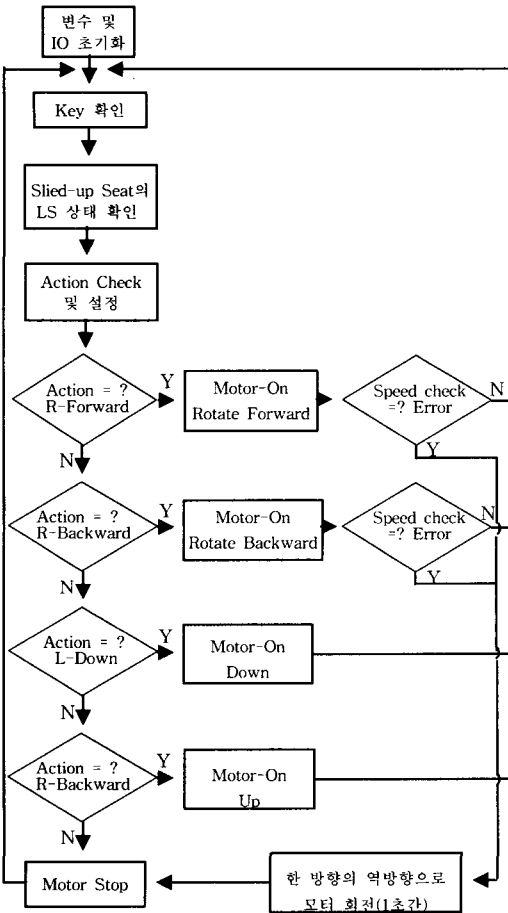 변수 및
IO 초기화
Key 확인
Slied-up Seat의
LS 상태 확인
Action Check
및 설정
Action = ?
R-Forward
Y
Motor-On
Rotate Forward
Speed check
=? Error
N
Y
N
Action = ?
R-Backward
Y
Motor-On
Rotate Backward
Speed check
=? Error
N
Y
N
Action = ?
L-Down
Y
Motor-On
Down
N
Action = ?
R-Backward
Y
Motor-On
Up
N
Motor Stop
한 방향의 역방향으로
모터 회전(1초간)